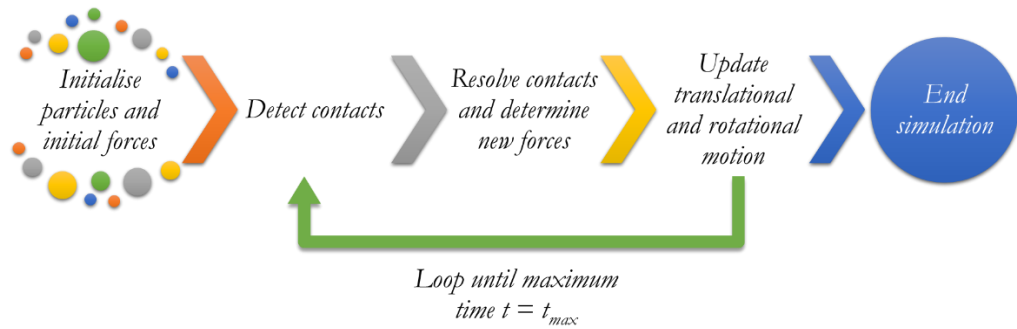 Initialise
particles and
initial forces
Detect contacts
Resolve contacts
and determine
new forces
Update
translational
and rotational
motion
End
simulation
Loop until maximum
time t = t_max